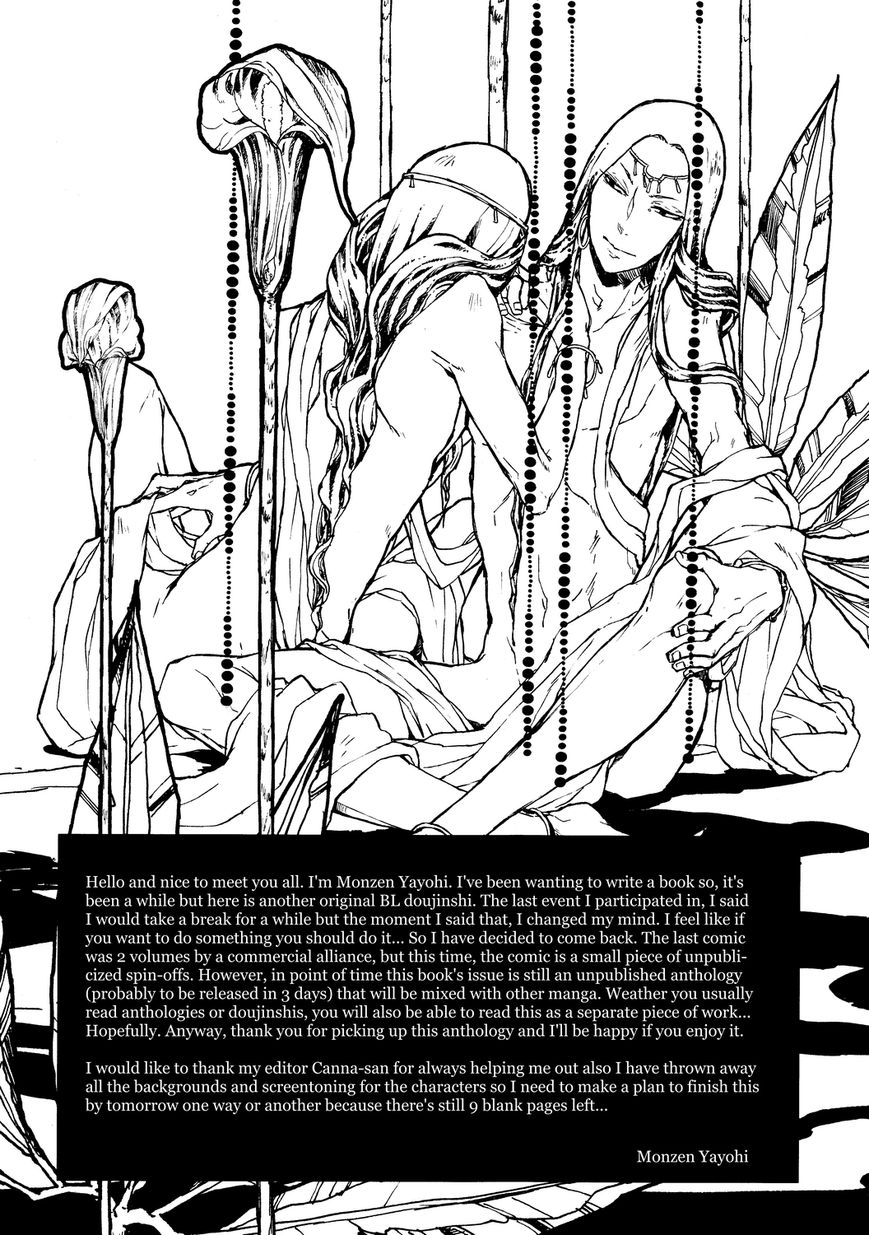 Hello and nice to meet you all. I'm Monzen Yayohi. I've been wanting to write a book so, it's
been a while but here is another original BL doujinshi. The last event I participated in, I said
I would take a break for a while but the moment I said that, I changed my mind. I feel like if
you want to do something you should do it... So I have decided to come back. The last comic
was 2 volumes by a commercial alliance, but this time, the comic is a small piece of unpubli-
cized spin-offs. However, in point of time this book's issue is still an unpublished anthology
(probably to be released in 3 days) that will be mixed with other manga. Weather you usually
read anthologies or doujinshis, you will also be able to read this as a separate piece of work...
Hopefully. Anyway, thank you for picking up this anthology and I'll be happy if you enjoy it.
I would like to thank my editor Canna-san for always helping me out also I have thrown away
all the backgrounds and screentoning for the characters so I need to make a plan to finish this
by tomorrow one way or another because there's still 9 blank pages left...
Monzen Yayohi